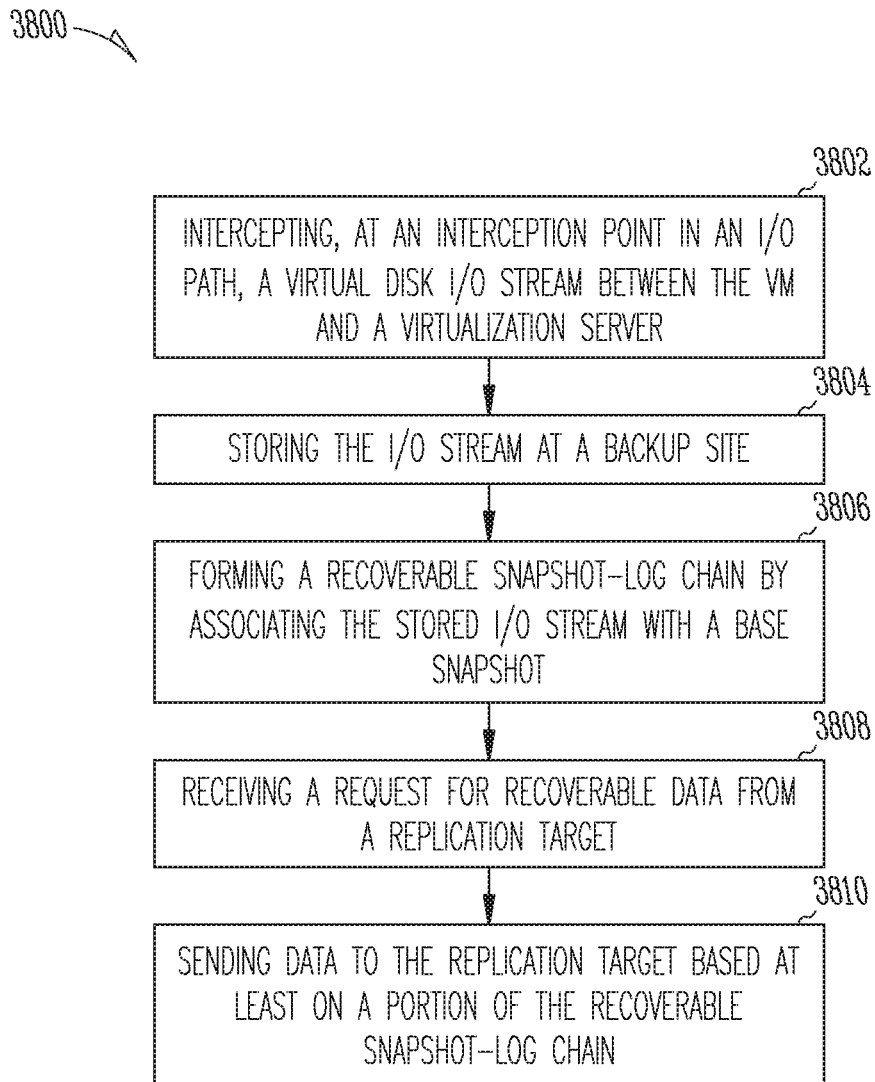 3800
3802
INTERCEPTING, AT AN INTERCEPTION POINT IN AN I/O
PATH, A VIRTUAL DISK I/O STREAM BETWEEN THE VM
AND A VIRTUALIZATION SERVER
3804
STORING THE I/O STREAM AT A BACKUP SITE
3806
FORMING A RECOVERABLE SNAPSHOT-LOG CHAIN BY
ASSOCIATING THE STORED I/O STREAM WITH A BASE
SNAPSHOT
3808
RECEIVING A REQUEST FOR RECOVERABLE DATA FROM
A REPLICATION TARGET
3810
SENDING DATA TO THE REPLICATION TARGET BASED AT
LEAST ON A PORTION OF THE RECOVERABLE
SNAPSHOT-LOG CHAIN